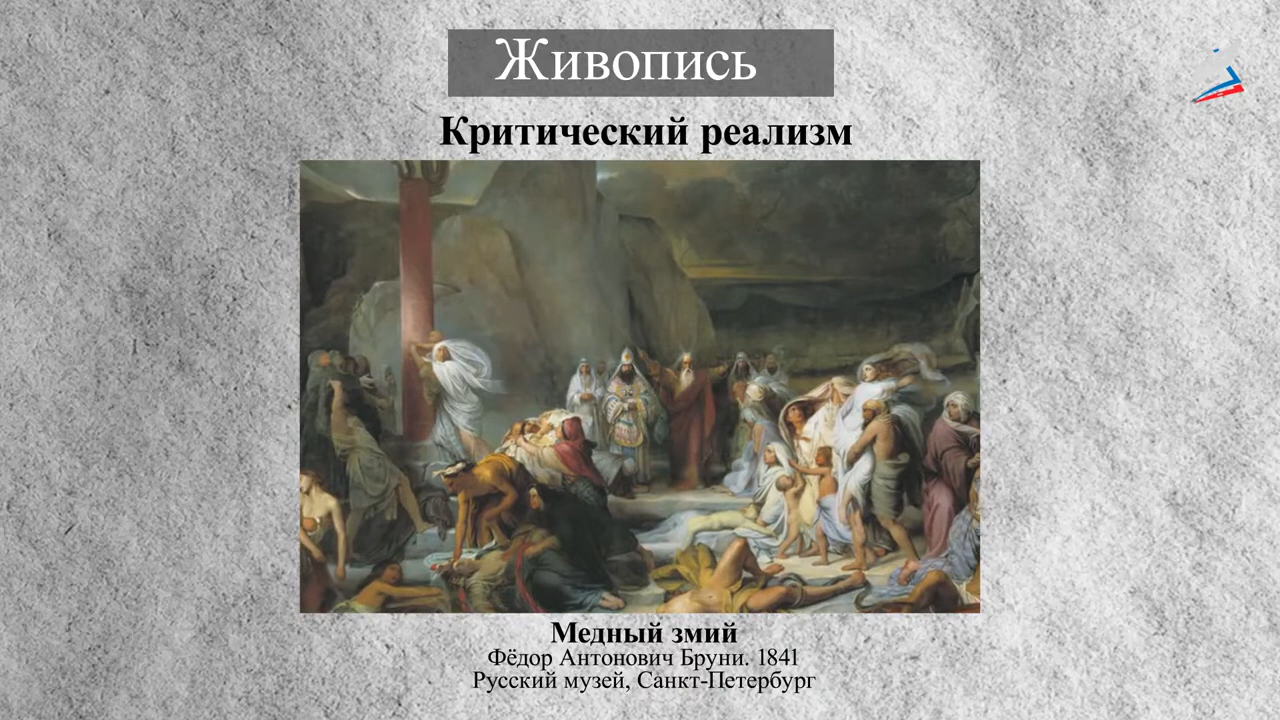 Живопись
Критический реализм
Медный змий
Фёдор Антонович Бруни. 1841
Русский музей, Санкт-Петербург